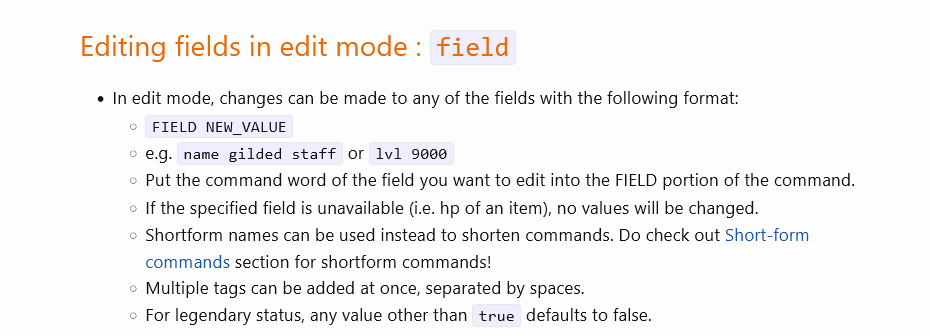 Editing fields in edit mode : field
• In edit mode, changes can be made to any of the fields with the following format:
◦ FIELD NEW_VALUE
◦ e.g. name gilded staff or lvl 9000
◦ Put the command word of the field you want to edit into the FIELD portion of the command.
◦ If the specified field is unavailable (i.e. hp of an item), no values will be changed.
◦ Shortform names can be used instead to shorten commands. Do check out Short-form
commands section for shortform commands!
◦ Multiple tags can be added at once, separated by spaces.
◦ For legendary status, any value other than true defaults to false.